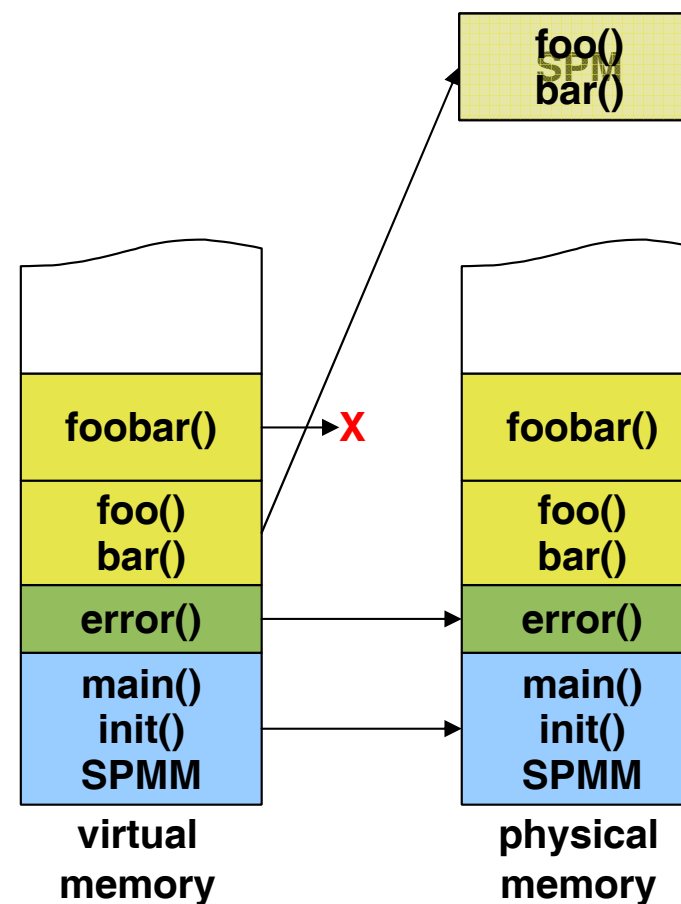 foo()
SPM
bar()
foobar()
X
foobar()
foo()
bar()
foo()
bar()
error()
error()
main()
init()
SPMM
main()
init()
SPMM
virtual
memory
physical
memory